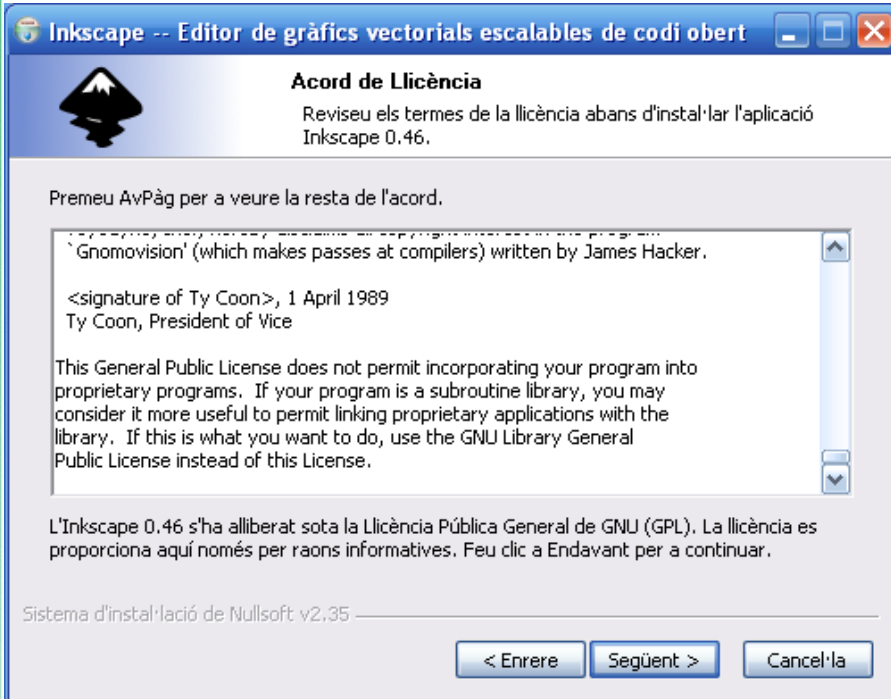 Inkscape -- Editor de gràfics vectorials escalables de codi obert
Acord de Llicència
Reviseu els termes de la llicència abans d'instal·lar l'aplicació
Inkscape 0.46.
Premeu AvPàg per a veure la resta de l'acord.
`Gnomovision' (which makes passes at compilers) written by James Hacker.
<signature of Ty Coon>, 1 April 1989
Ty Coon, President of Vice
This General Public License does not permit incorporating your program into
proprietary programs.  If your program is a subroutine library, you may
consider it more useful to permit linking proprietary applications with the
library.  If this is what you want to do, use the GNU Library General
Public License instead of this License.
L'Inkscape 0.46 s'ha alliberat sota la Llicència Pública General de GNU (GPL). La llicència es
proporciona aquí només per raons informatives. Feu clic a Endavant per a continuar.
Sistema d'instal·lació de Nullsoft v2.35
< Enrere
Següent >
Cancel·la